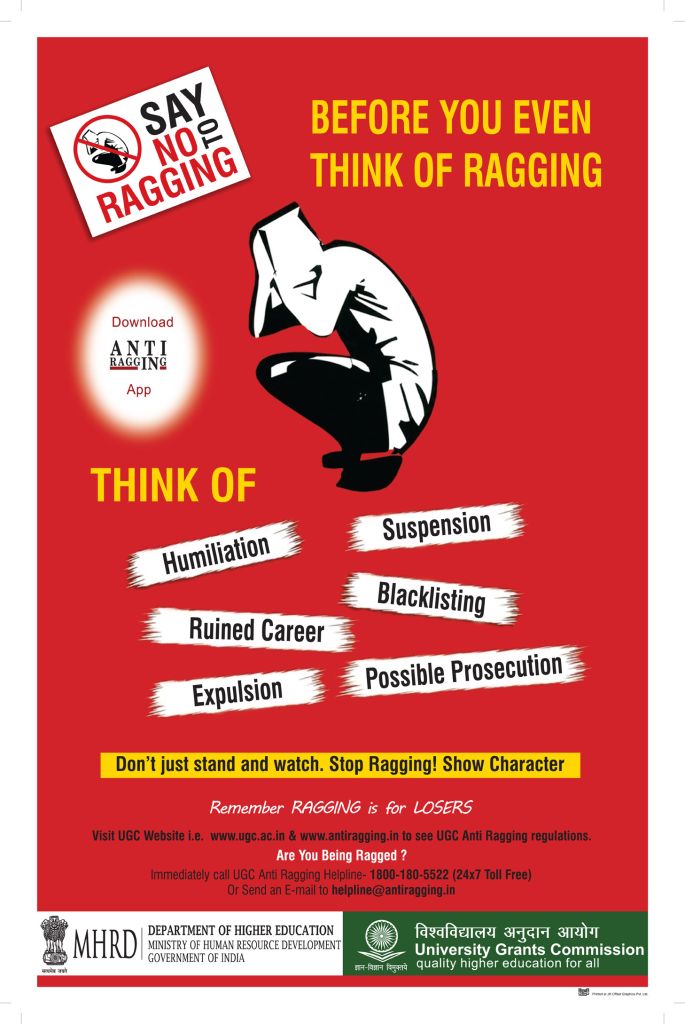 SAY
NO TO
RAGGING
BEFORE YOU EVEN
THINK OF RAGGING
Download
ANTI
RAGGING
App
THINK OF
Humiliation
Suspension
Blacklisting
Ruined Career
Possible Prosecution
Expulsion
Don't just stand and watch. Stop Ragging! Show Character
Remember RAGGING is for LOSERS
Visit UGC Website i.e. www.ugc.ac.in & www.antiragging.in to see UGC Anti Ragging regulations.
Are You Being Ragged ?
Immediately call UGC Anti Ragging Helpline- 1800-180-5522 (24x7 Toll Free)
Or Send an E-mail to helpline@antiragging.in
सत्यमेव जयते
MHRD
DEPARTMENT OF HIGHER EDUCATION
MINISTRY OF HUMAN RESOURCE DEVELOPMENT
GOVERNMENT OF INDIA
ज्ञान-विज्ञान विमुक्तये
विश्वविद्यालय अनुदान आयोग
University Grants Commission
quality higher education for all